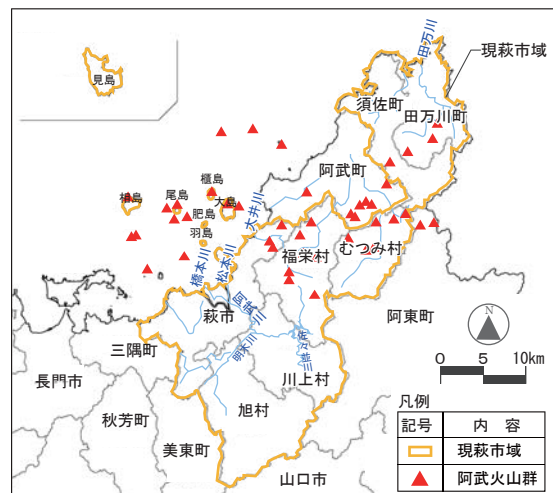 見島
田万川
現萩市域
須佐町
田万川町
阿武町
櫃島
相島
尾島
大島
肥島
羽島
大井川
橋本川
松本川
福栄村
むつみ村
萩市
阿武川
明木川
佐々並川
阿東町
三隅町
川上村
長門市
秋芳町
旭村
美東町
山口市
N
0 5 10km
凡例
記号 内 容
現萩市域
阿武火山群